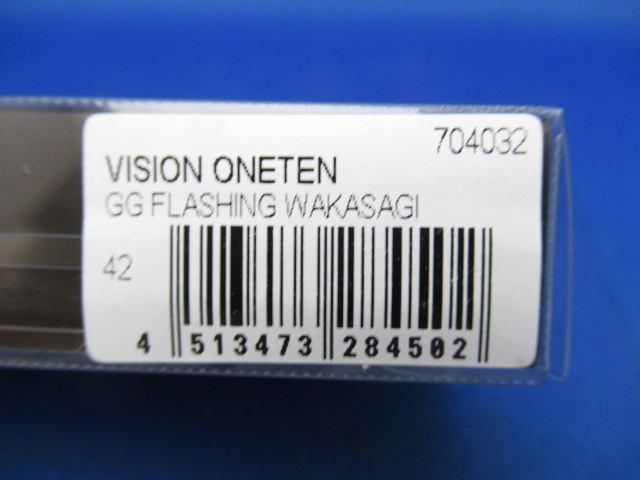 704032
VISION ONETEN
GG FLASHING WAKASAGI
42
4 513473 284502